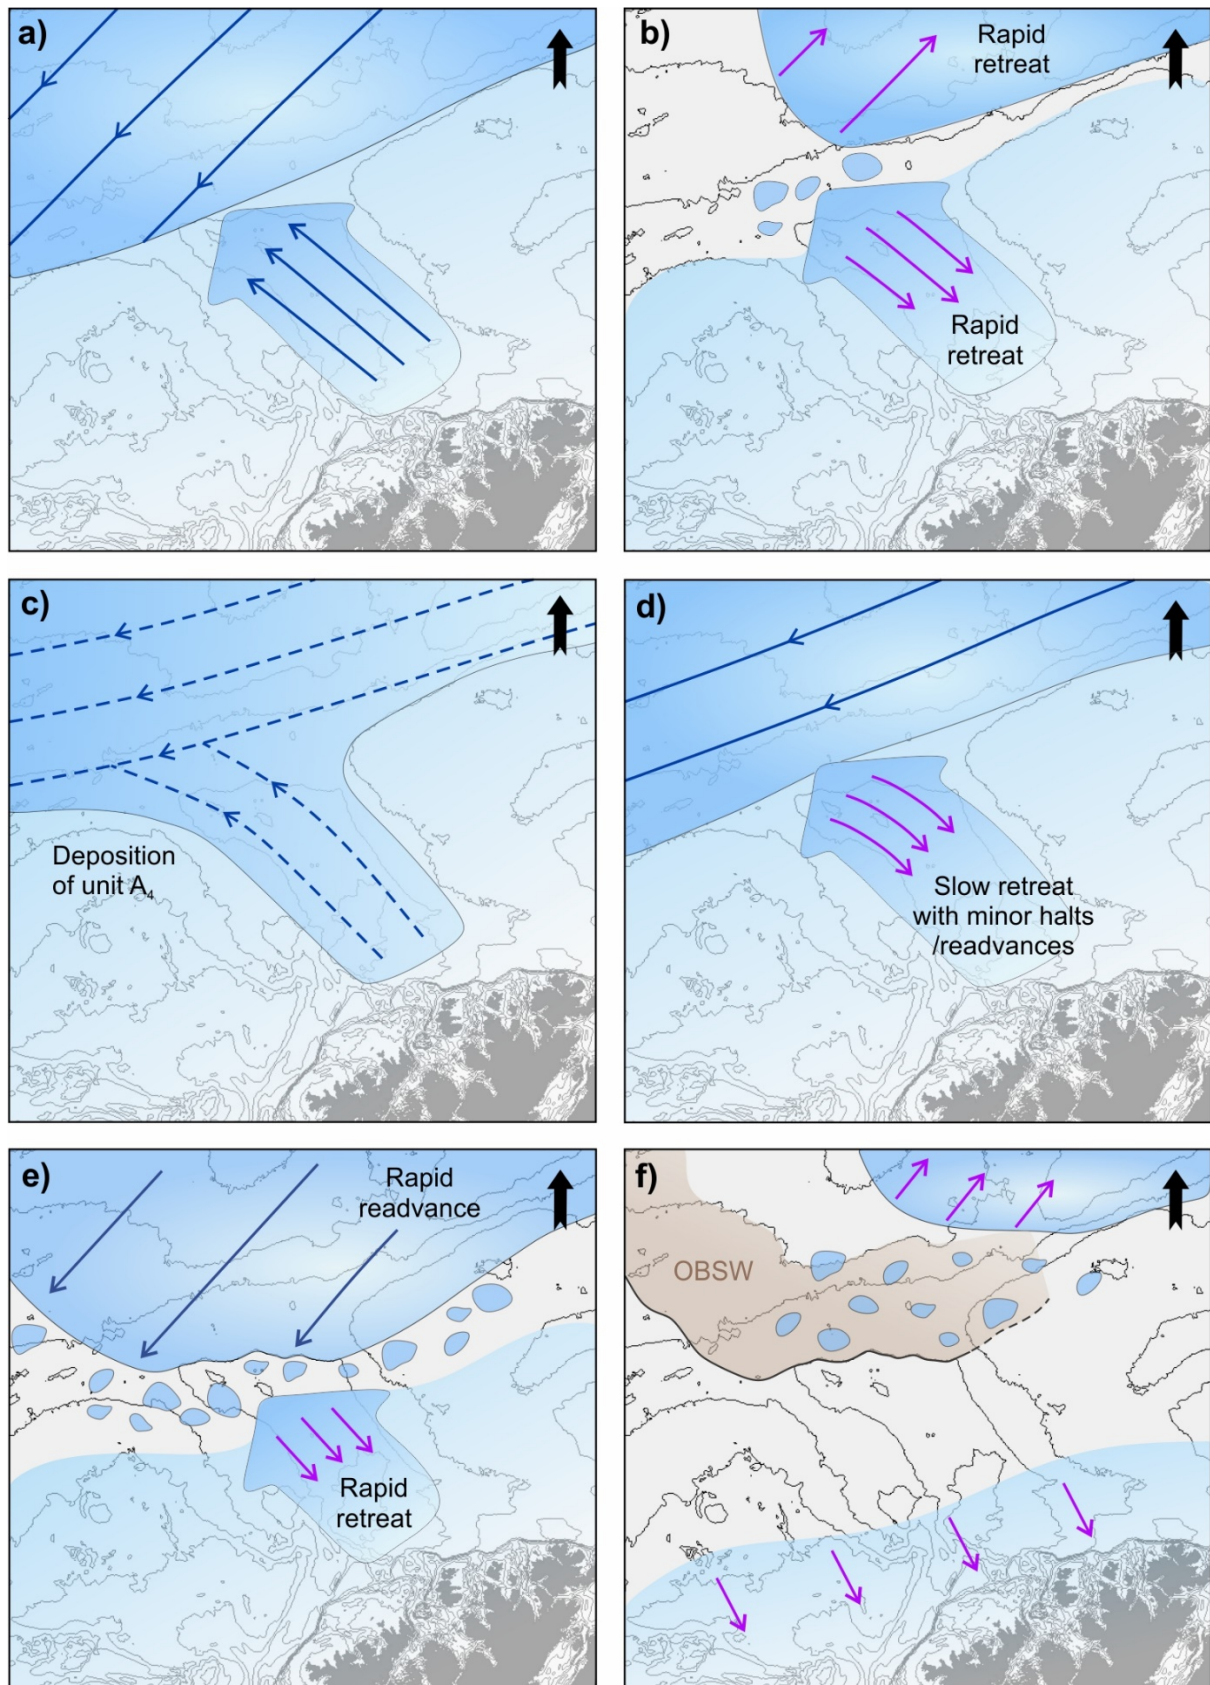 a)
b)
Rapid
retreat
Rapid
retreat
c)
Deposition
of unit A₄
d)
Slow retreat
with minor halts
/readvances
e)
Rapid
readvance
Rapid
retreat
f)
OBSW